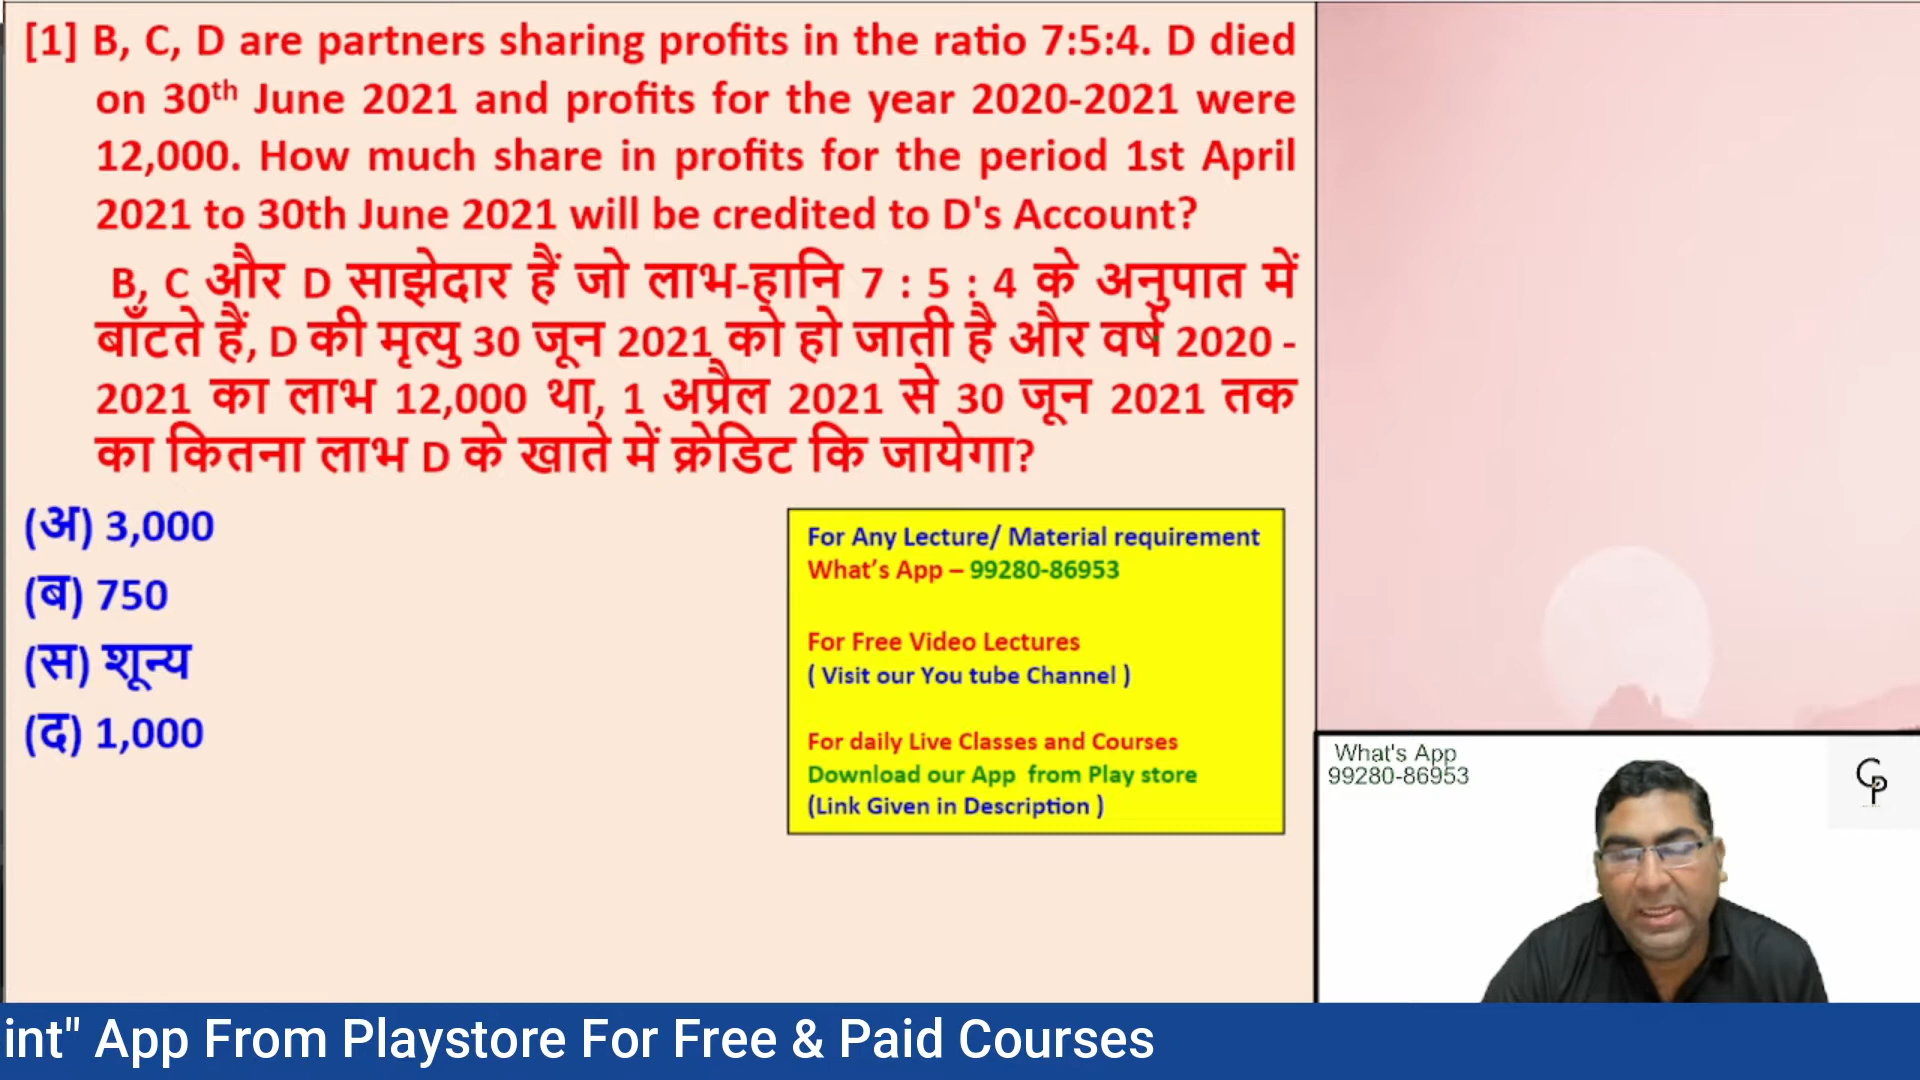 [1] B, C, D are partners sharing profits in the ratio 7:5:4. D died
on 30th June 2021 and profits for the year 2020-2021 were
12,000. How much share in profits for the period 1st April
2021 to 30th June 2021 will be credited to D's Account?
B, C और D साझेदार हैं जो लाभ-हानि 7 : 5 : 4 के अनुपात में
बाँटते हैं, D की मृत्यु 30 जून 2021 को हो जाती है और वर्ष 2020 -
2021 का लाभ 12,000 था, 1 अप्रैल 2021 से 30 जून 2021 तक
का कितना लाभ D के खाते में क्रेडिट कि जायेगा?
(अ) 3,000
(ब) 750
(स) शून्य
(द) 1,000
For Any Lecture/ Material requirement
What's App – 99280-86953
For Free Video Lectures
( Visit our You tube Channel )
For daily Live Classes and Courses
Download our App from Play store
(Link Given in Description )
What's App
99280-86953
CP
int" App From Playstore For Free & Paid Courses